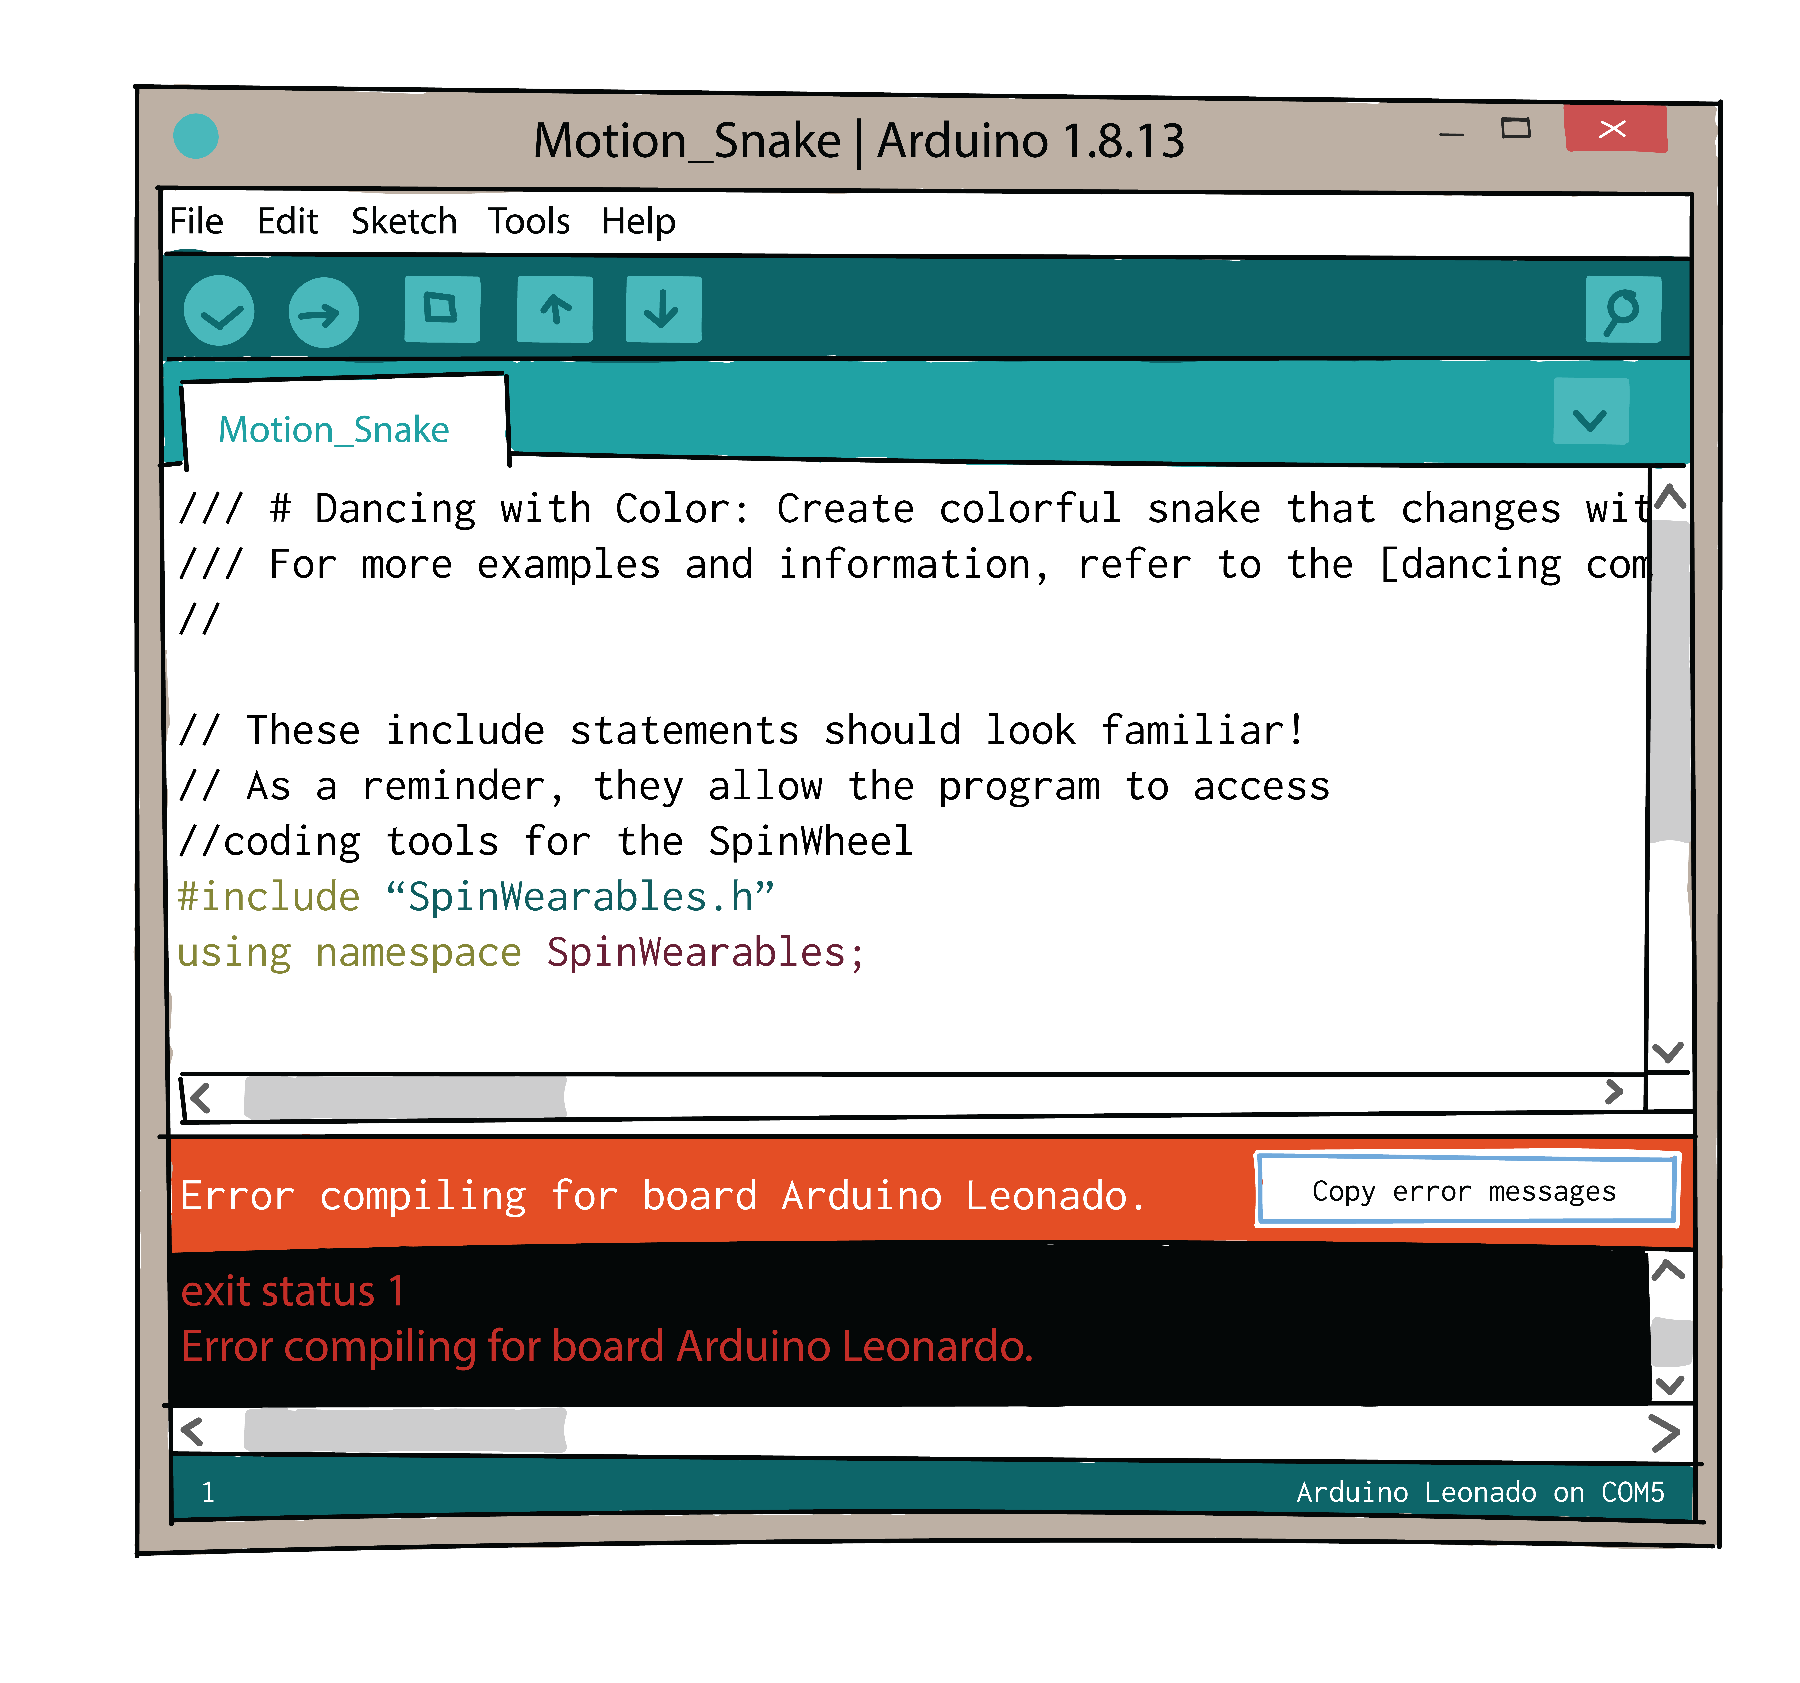 Motion_Snake | Arduino 1.8.13
File Edit Sketch Tools Help
Motion_Snake
/// # Dancing with Color: Create colorful snake that changes wit
/// For more examples and information, refer to the [dancing com
//
// These include statements should look familiar!
// As a reminder, they allow the program to access
//coding tools for the SpinWheel
#include “SpinWearables.h”
using namespace SpinWearables;
Error compiling for board Arduino Leonado.
Copy error messages
exit status 1
Error compiling for board Arduino Leonardo.
1
Arduino Leonado on COM5